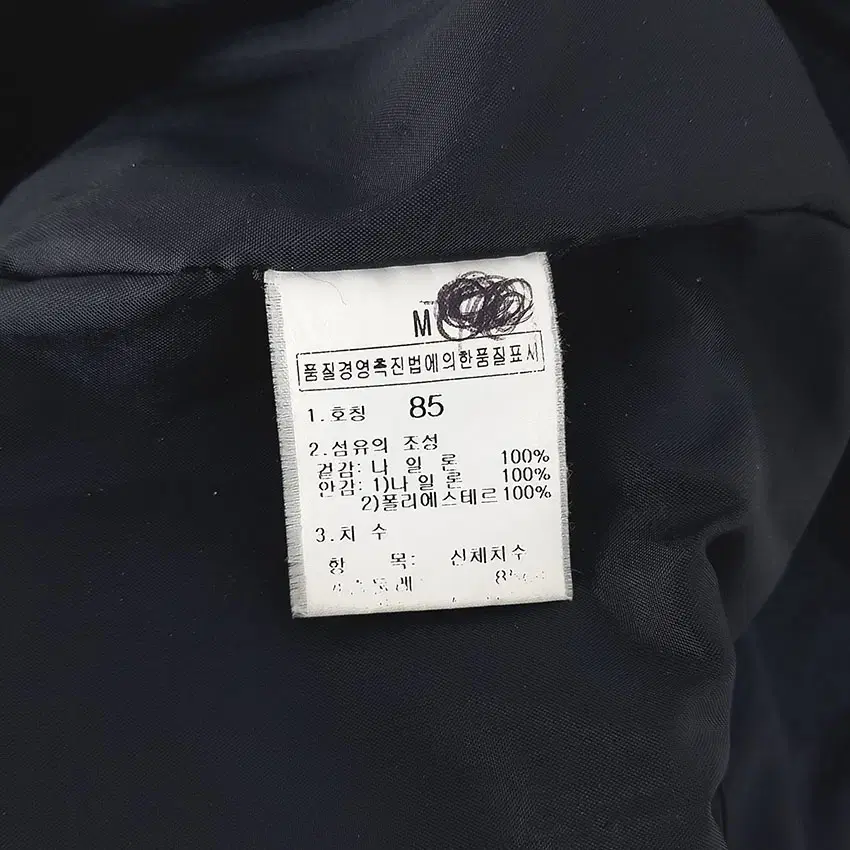 M
품질경영촉진법에의한품질표시
1.호칭 85
2.섬유의 조성
겉감: 나 일 론 100%
안감: 1)나 일 론 100%
2)폴리에스테르 100%
3.치 수
항 목: 신체치수